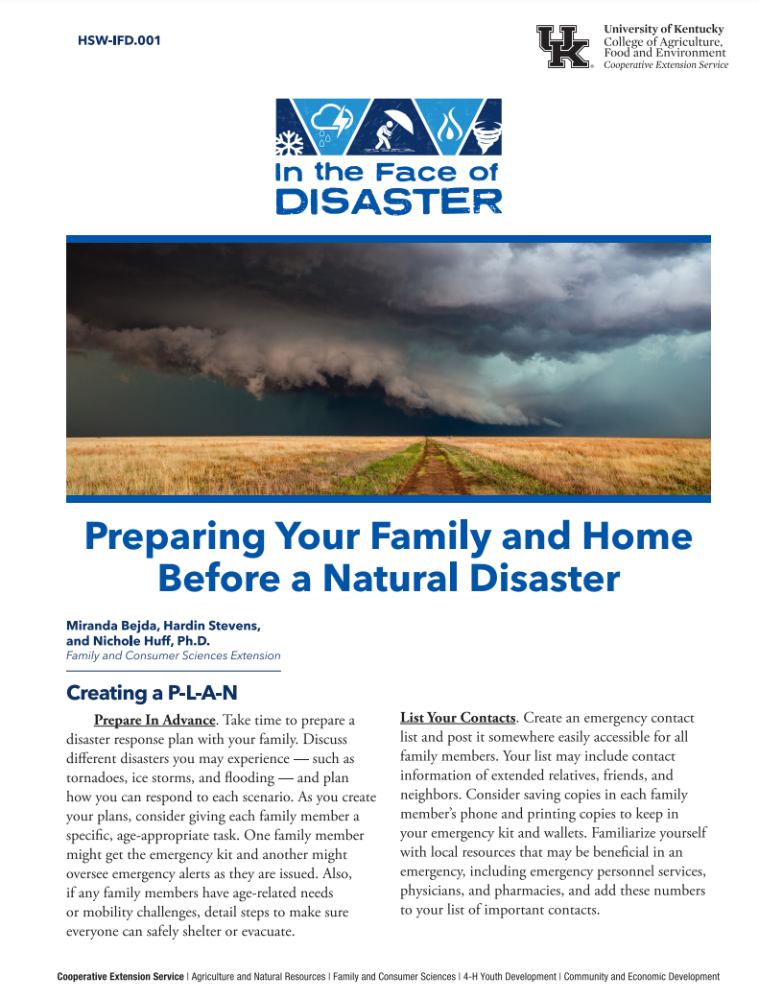 HSW-IFD.001
UK
University of Kentucky
College of Agriculture,
Food and Environment
Cooperative Extension Service
In the Face of
DISASTER
Preparing Your Family and Home
Before a Natural Disaster
Miranda Bejda, Hardin Stevens,
and Nichole Huff, Ph.D.
Family and Consumer Sciences Extension
Creating a P-L-A-N
Prepare In Advance. Take time to prepare a
disaster response plan with your family. Discuss
different disasters you may experience — such as
tornadoes, ice storms, and flooding — and plan
how you can respond to each scenario. As you create
your plans, consider giving each family member a
specific, age-appropriate task. One family member
might get the emergency kit and another might
oversee emergency alerts as they are issued. Also,
if any family members have age-related needs
or mobility challenges, detail steps to make sure
everyone can safely shelter or evacuate.
List Your Contacts. Create an emergency contact
list and post it somewhere easily accessible for all
family members. Your list may include contact
information of extended relatives, friends, and
neighbors. Consider saving copies in each family
member’s phone and printing copies to keep in
your emergency kit and wallets. Familiarize yourself
with local resources that may be beneficial in an
emergency, including emergency personnel services,
physicians, and pharmacies, and add these numbers
to your list of important contacts.
Cooperative Extension Service | Agriculture and Natural Resources | Family and Consumer Sciences | 4-H Youth Development | Community and Economic Development